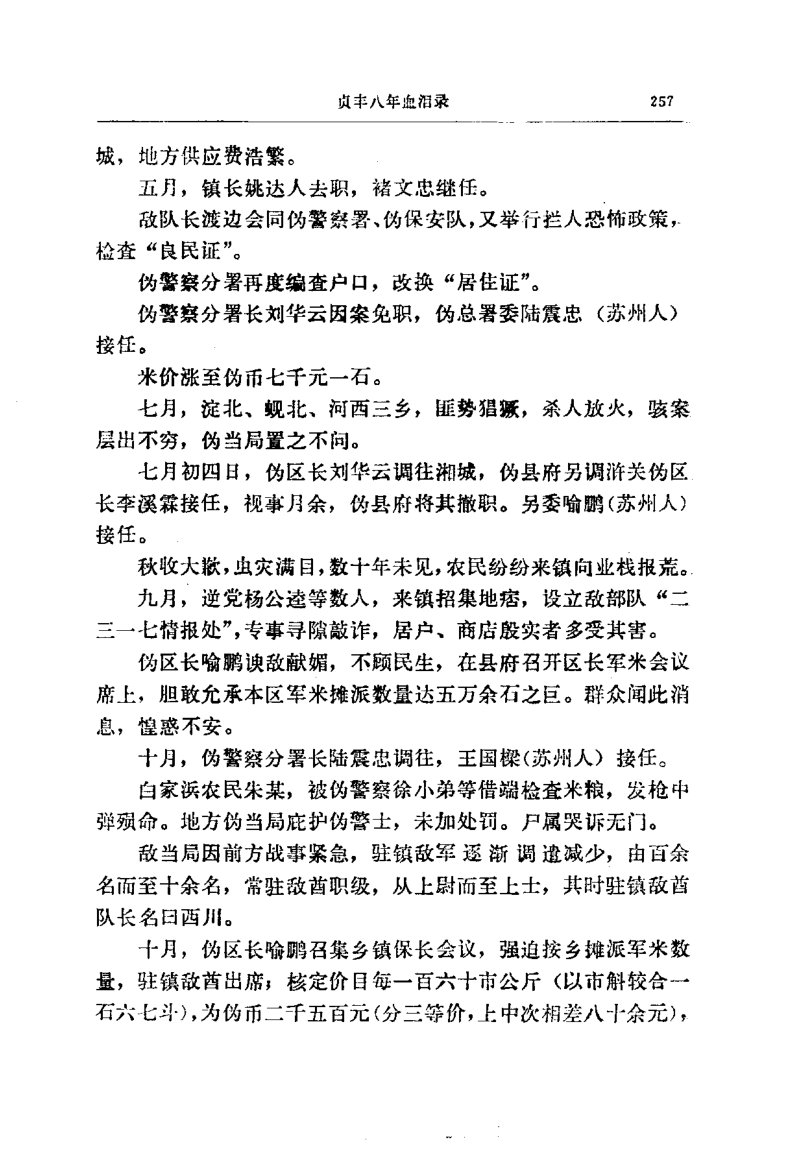 贞丰八年血泪录 257
城，地方供应费浩繁。
五月，镇长姚达人去职，褚文忠继任。
敌队长渡边会同伪警察署、伪保安队，又举行拦人恐怖政策，
检查“良民证”。
伪警察分署再度编查户口，改换“居住证”。
伪警察分署长刘华云因案免职，伪总署委陆震忠（苏州人）
接任。
米价涨至伪币七千元一石。
七月，淀北、蚬北、河西三乡，匪势猖獗，杀人放火，骇案
层出不穷，伪当局置之不问。
七月初四日，伪区长刘华云调往湘城，伪县府另调浒关伪区
长李溪霖接任，视事月余，伪县府将其撤职。另委喻鹏（苏州人）
接任。
秋收大歉，虫灾满目，数十年未见，农民纷纷来镇向业栈报荒。
九月，逆党杨公逵等数人，来镇招集地痞，设立敌部队“二
三一七情报处”，专事寻隙敲诈，居户、商店殷实者多受其害。
伪区长喻鹏谀敌献媚，不顾民生，在县府召开区长军米会议
席上，胆敢允承本区军米摊派数量达五万余石之巨。群众闻此消
息，惶惑不安。
十月，伪警察分署长陆震忠调往，王国樑（苏州人）接任。
白家浜农民朱某，被伪警察徐小弟等借端检查米粮，发枪中
弹殒命。地方伪当局庇护伪警士，未加处罚。尸属哭诉无门。
敌当局因前方战事紧急，驻镇敌军逐渐调遣减少，由百余
名而至十余名，常驻敌酋职级，从上尉而至上士，其时驻镇敌酋
队长名曰西川。
十月，伪区长喻鹏召集乡镇保长会议，强迫按乡摊派军米数
量，驻镇敌酋出席；核定价目每一百六十市公斤（以市斛较合一
石六七斗），为伪币二千五百元（分三等价，上中次相差八十余元），